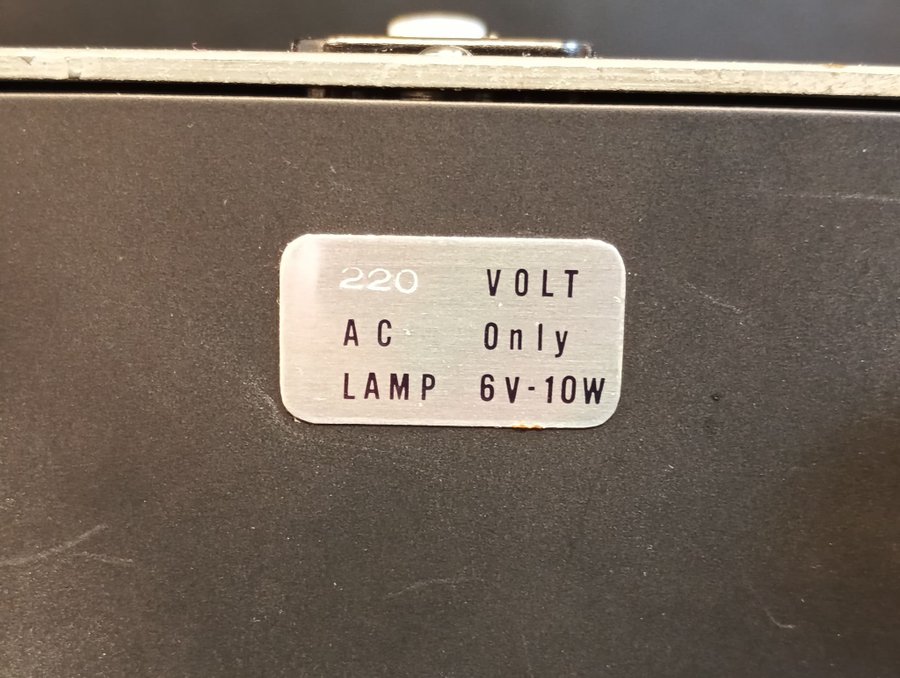 220 VOLT
AC Only
LAMP 6V-10W